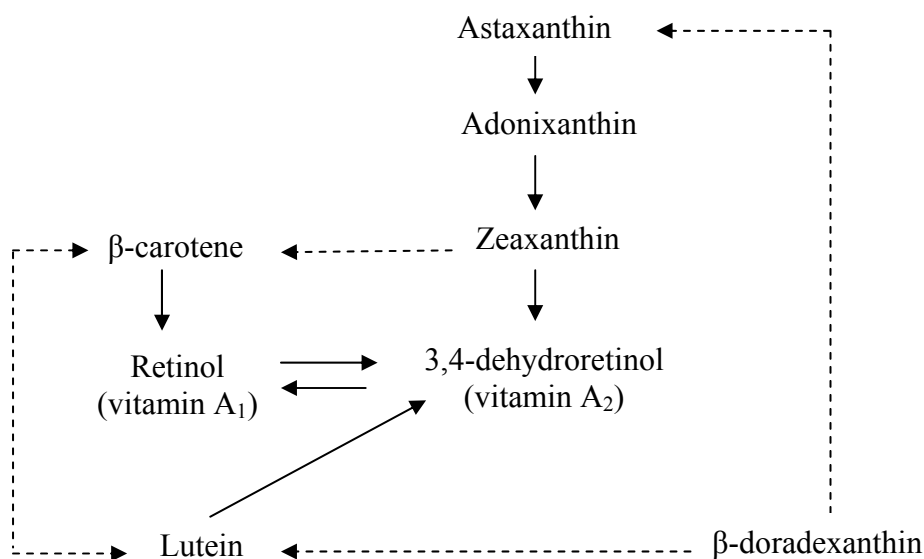 Astaxanthin
Adonixanthin
β-carotene
Zeaxanthin
Retinol
(vitamin A₁)
3,4-dehydroretinol
(vitamin A₂)
Lutein
β-doradexanthin